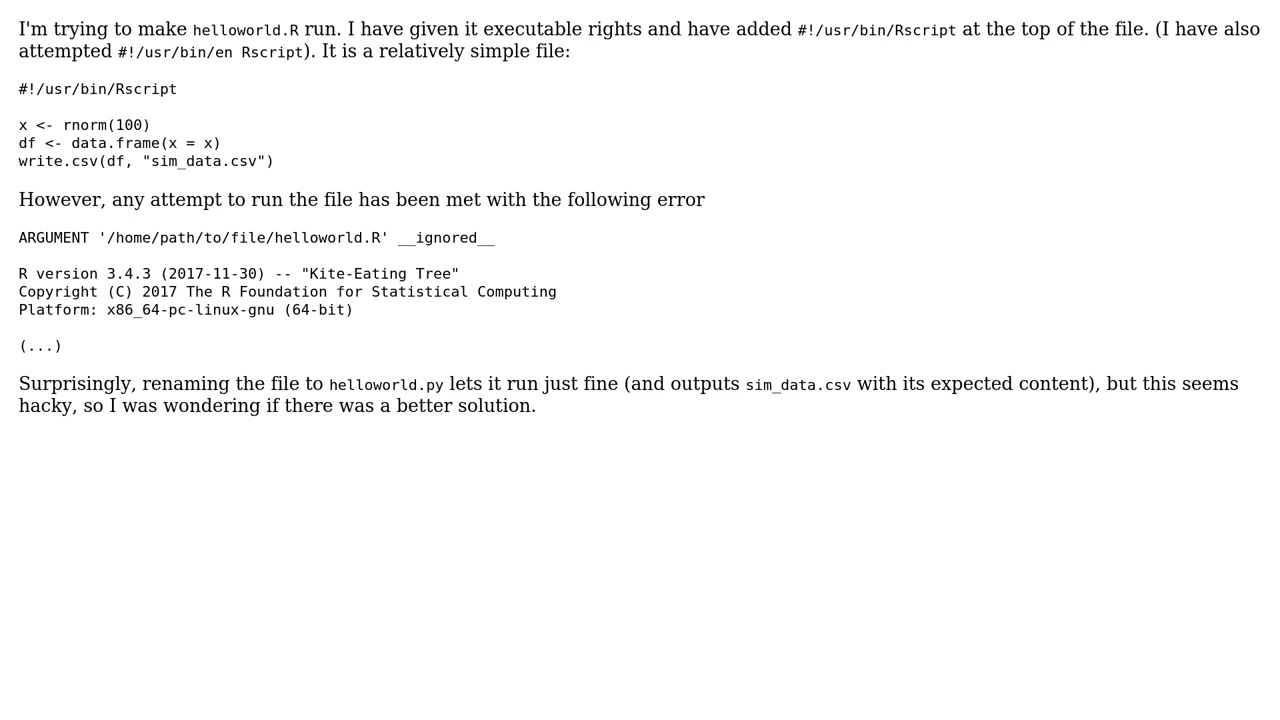 I'm trying to make helloworld.R run. I have given it executable rights and have added #!/usr/bin/Rscript at the top of the file. (I have also
attempted #!/usr/bin/en Rscript). It is a relatively simple file:
#!/usr/bin/Rscript
x <- rnorm(100)
df <- data.frame(x = x)
write.csv(df, "sim_data.csv")
However, any attempt to run the file has been met with the following error
ARGUMENT '/home/path/to/file/helloworld.R' __ignored__
R version 3.4.3 (2017-11-30) -- "Kite-Eating Tree"
Copyright (C) 2017 The R Foundation for Statistical Computing
Platform: x86_64-pc-linux-gnu (64-bit)
(...)
Surprisingly, renaming the file to helloworld.py lets it run just fine (and outputs sim_data.csv with its expected content), but this seems
hacky, so I was wondering if there was a better solution.